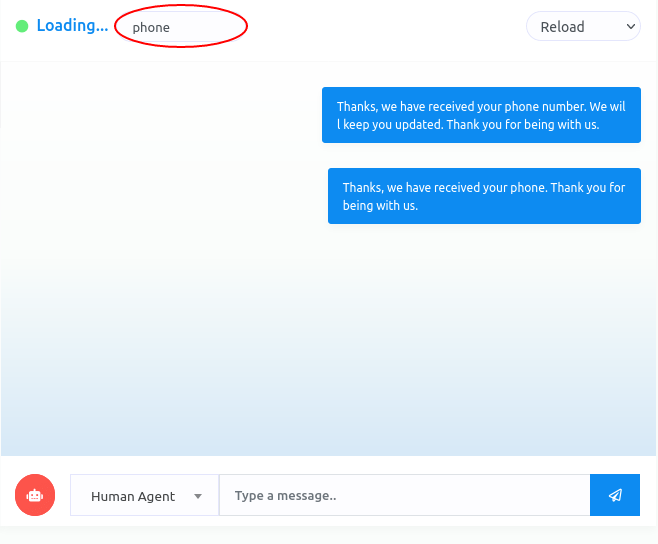 Loading... phone Reload
Thanks, we have received your phone number. We wil
l keep you updated. Thank you for being with us.
Thanks, we have received your phone. Thank you for
being with us.
Human Agent Type a message..